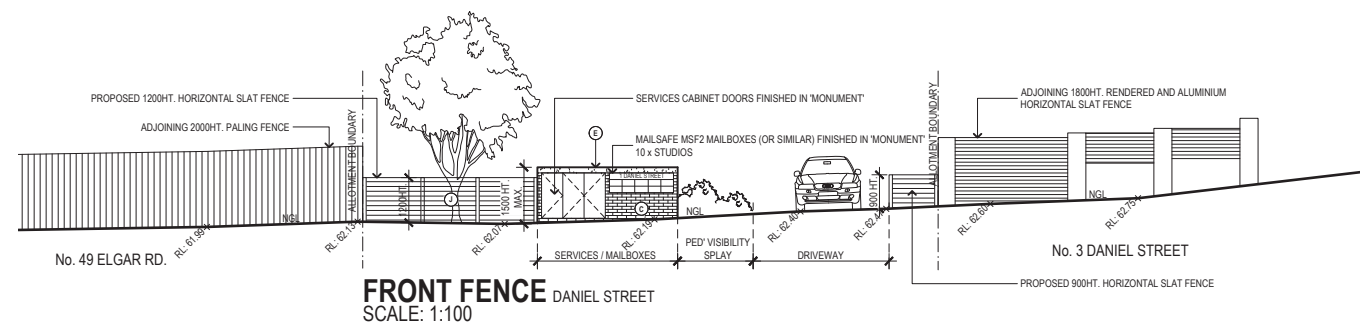 PROPOSED 1200HT. HORIZONTAL SLAT FENCE
ADJOINING 2000HT. PALING FENCE
ALLOTMENT BOUNDARY
SERVICES CABINET DOORS FINISHED IN 'MONUMENT'
E
MAILSAFE MSF2 MAILBOXES (OR SIMILAR) FINISHED IN 'MONUMENT'
10 x STUDIOS
ADJOINING 1800HT. RENDERED AND ALUMINIUM
HORIZONTAL SLAT FENCE
ALLOTMENT BOUNDARY
1 DANIEL STREET
1200HT.
J
1500 HT.
MAX.
C
900 HT.
NGL
NGL
NGL
RL: 61.99
RL: 62.13
RL: 62.07
RL: 62.19
RL: 62.40
RL: 62.60
RL: 62.75
No. 49 ELGAR RD.
SERVICES / MAILBOXES
PED' VISIBILITY
SPLAY
DRIVEWAY
No. 3 DANIEL STREET
PROPOSED 900HT. HORIZONTAL SLAT FENCE
FRONT FENCE DANIEL STREET
SCALE: 1:100